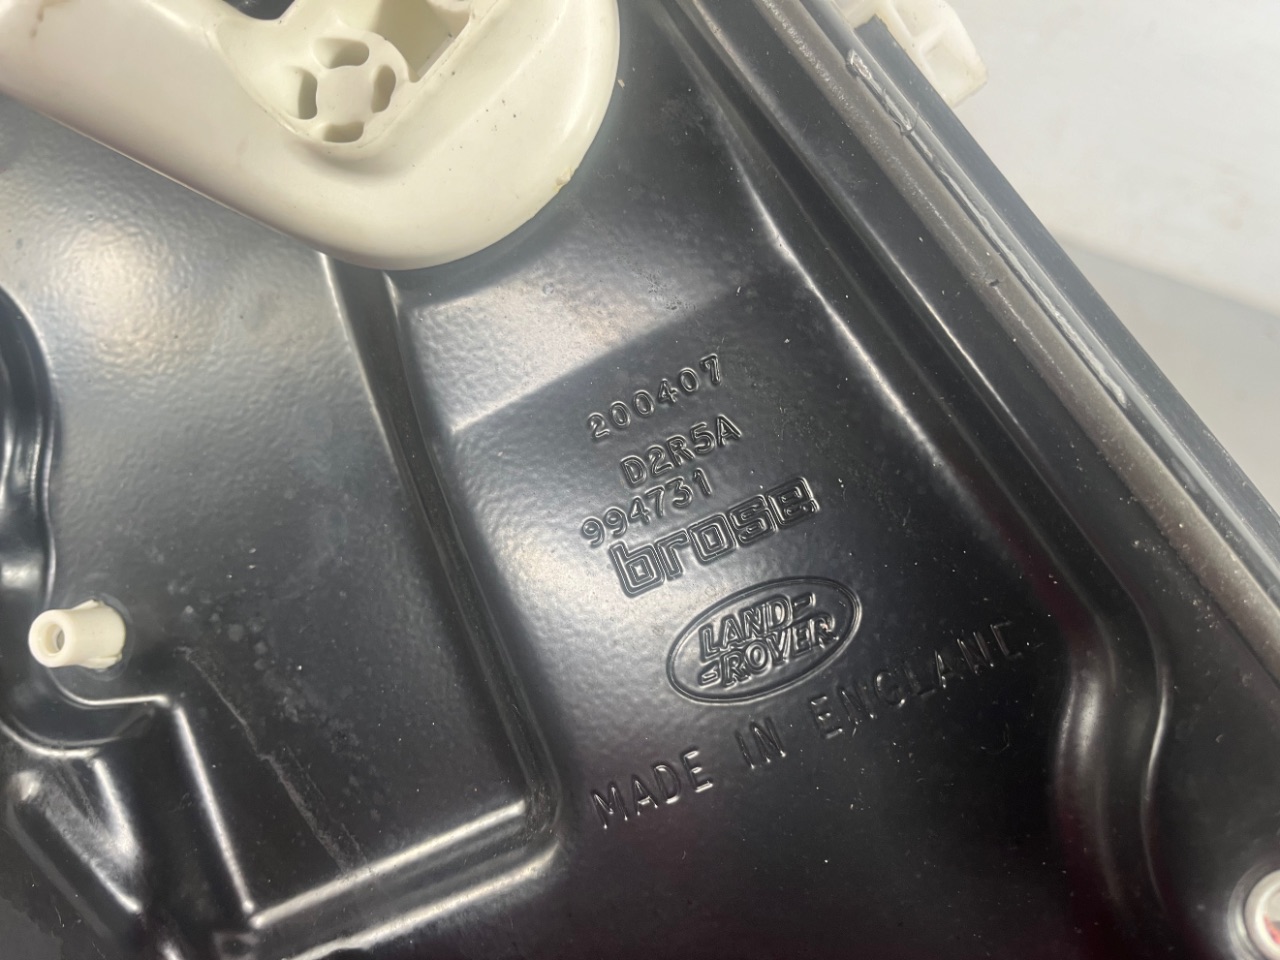 200407
D2R5A
994731
brose
LAND-
-ROVER
MADE IN ENGLAND